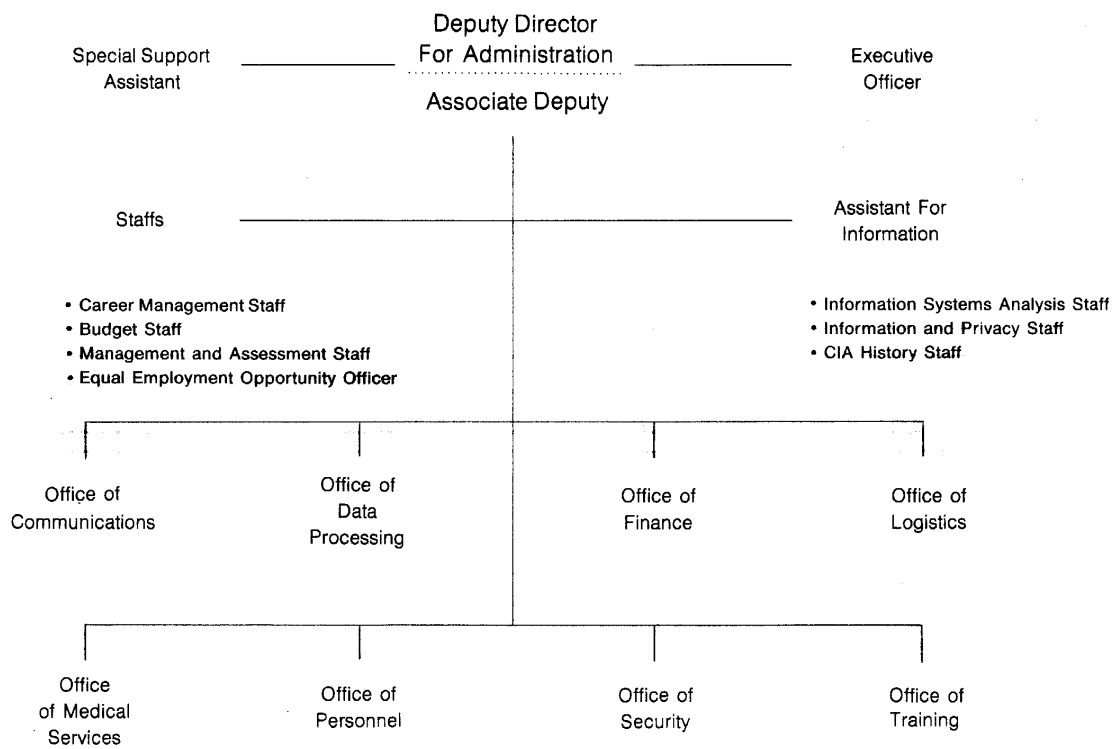 Deputy Director
For Administration
Associate Deputy
Special Support
Assistant
Executive
Officer
Staffs
Assistant For
Information
• Career Management Staff
• Budget Staff
• Management and Assessment Staff
• Equal Employment Opportunity Officer
• Information Systems Analysis Staff
• Information and Privacy Staff
• CIA History Staff
Office of
Communications
Office of
Data
Processing
Office of
Finance
Office of
Logistics
Office
of Medical
Services
Office of
Personnel
Office of
Security
Office of
Training